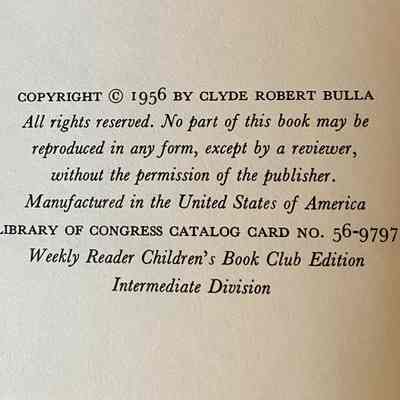 COPYRIGHT © 1956 BY CLYDE ROBERT BULLA
All rights reserved. No part of this book may be
reproduced in any form, except by a reviewer,
without the permission of the publisher.
Manufactured in the United States of America
LIBRARY OF CONGRESS CATALOG CARD NO. 56-9797
Weekly Reader Children's Book Club Edition
Intermediate Division